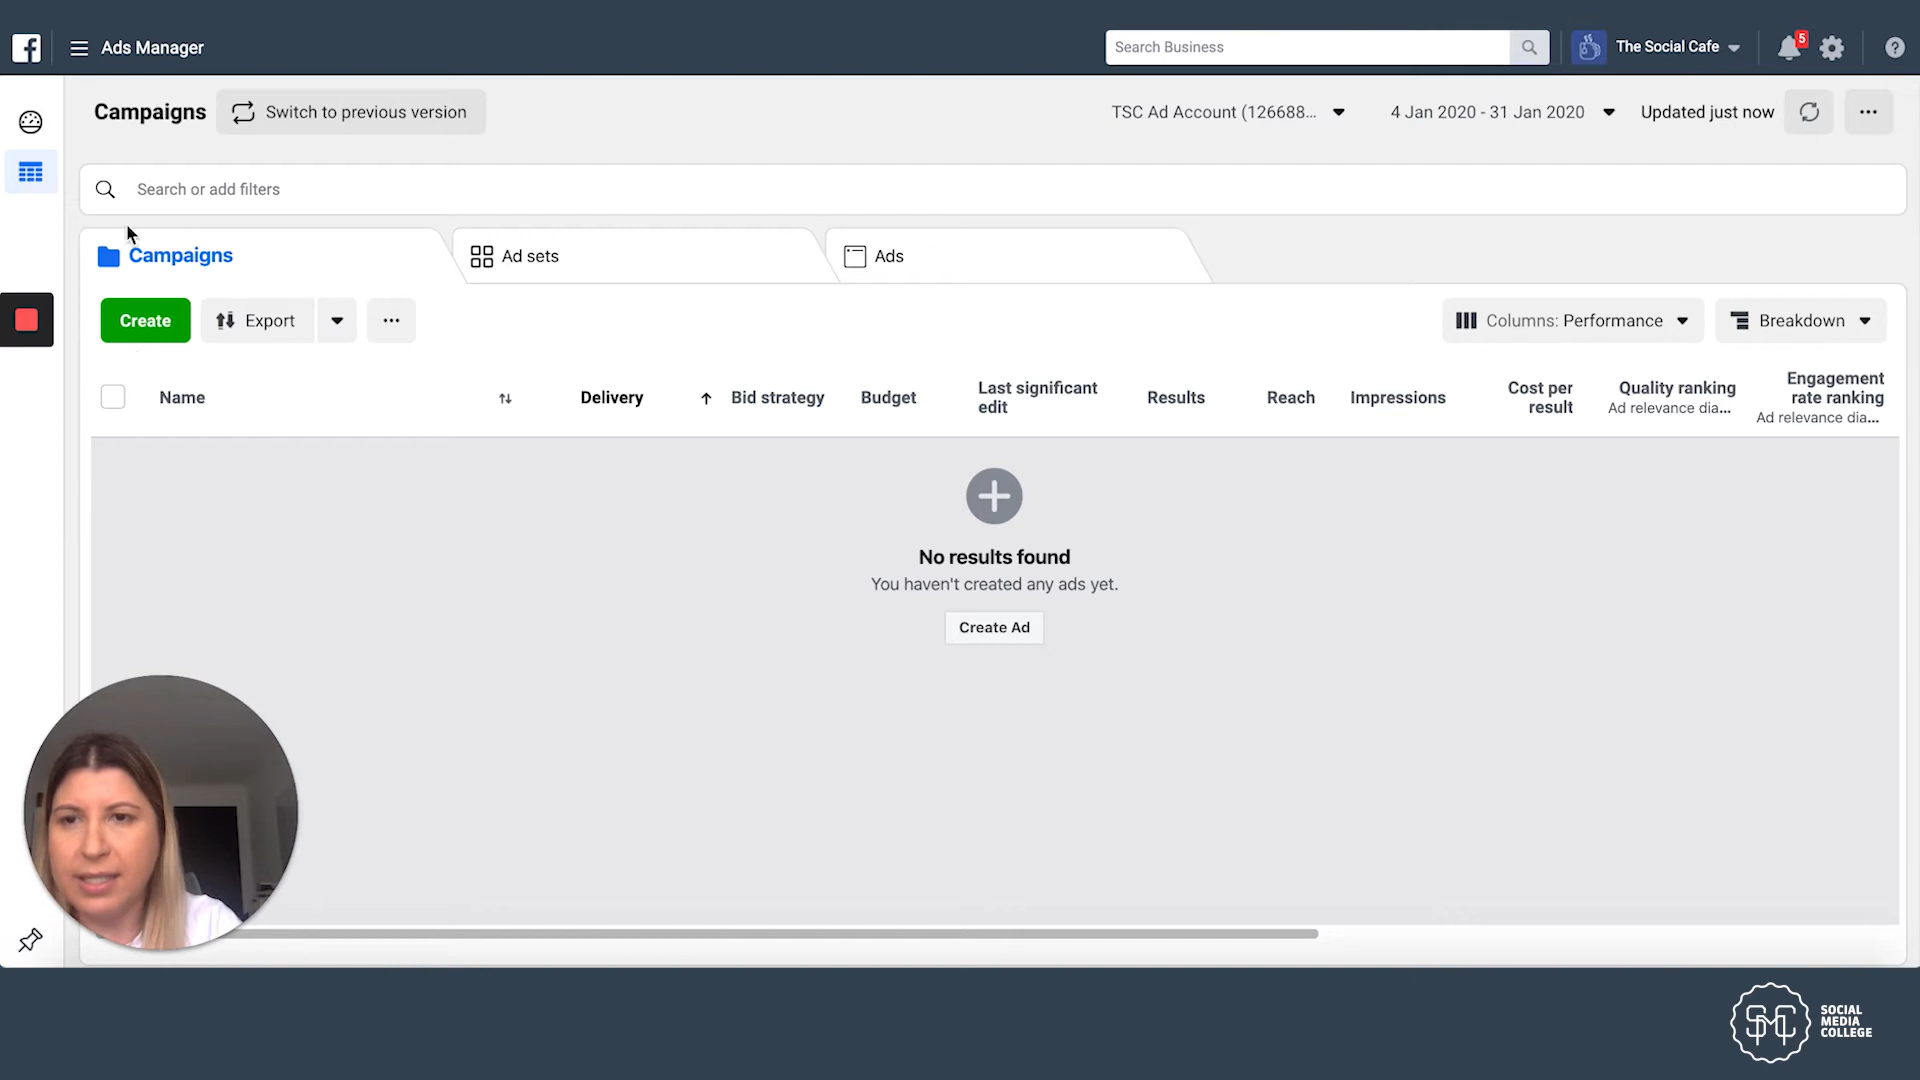 Ads Manager
Search Business
The Social Cafe
5
Campaigns
Switch to previous version
TSC Ad Account (126688...
4 Jan 2020 - 31 Jan 2020
Updated just now
Search or add filters
Campaigns
Ad sets
Ads
Create
Export
Columns: Performance
Breakdown
Name
Delivery
Bid strategy
Budget
Last significant
edit
Results
Reach
Impressions
Cost per
result
Quality ranking
Ad relevance dia...
Engagement
rate ranking
Ad relevance dia...
No results found
You haven't created any ads yet.
Create Ad
SMC
SOCIAL
MEDIA
COLLEGE